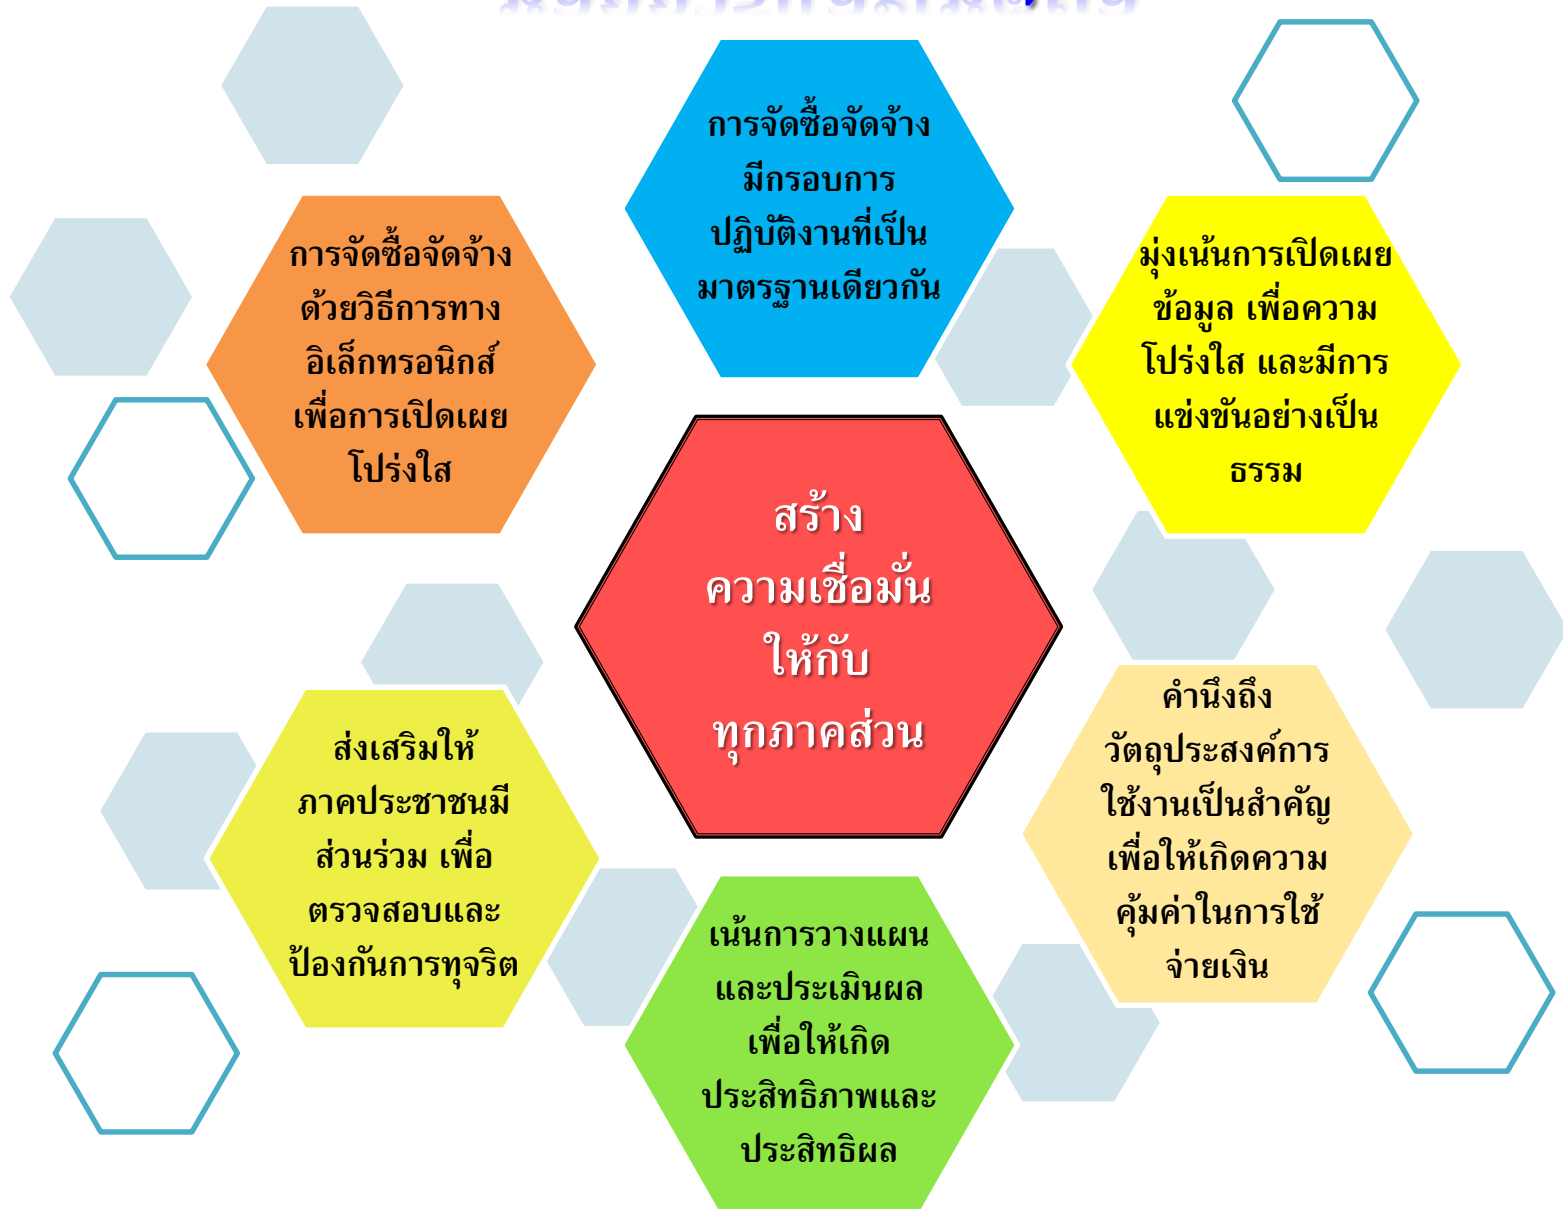 การจัดซื้อจัดจ้าง
มีกรอบการ
ปฏิบัติงานที่เป็น
มาตรฐานเดียวกัน
การจัดซื้อจัดจ้าง
ด้วยวิธีการทาง
อิเล็กทรอนิกส์
เพื่อการเปิดเผย
โปร่งใส
มุ่งเน้นการเปิดเผย
ข้อมูล เพื่อความ
โปร่งใส และมีการ
แข่งขันอย่างเป็น
ธรรม
สร้าง
ความเชื่อมั่น
ให้กับ
ทุกภาคส่วน
ส่งเสริมให้
ภาคประชาชนมี
ส่วนร่วม เพื่อ
ตรวจสอบและ
ป้องกันการทุจริต
คำนึงถึง
วัตถุประสงค์การ
ใช้งานเป็นสำคัญ
เพื่อให้เกิดความ
คุ้มค่าในการใช้
จ่ายเงิน
เน้นการวางแผน
และประเมินผล
เพื่อให้เกิด
ประสิทธิภาพและ
ประสิทธิผล